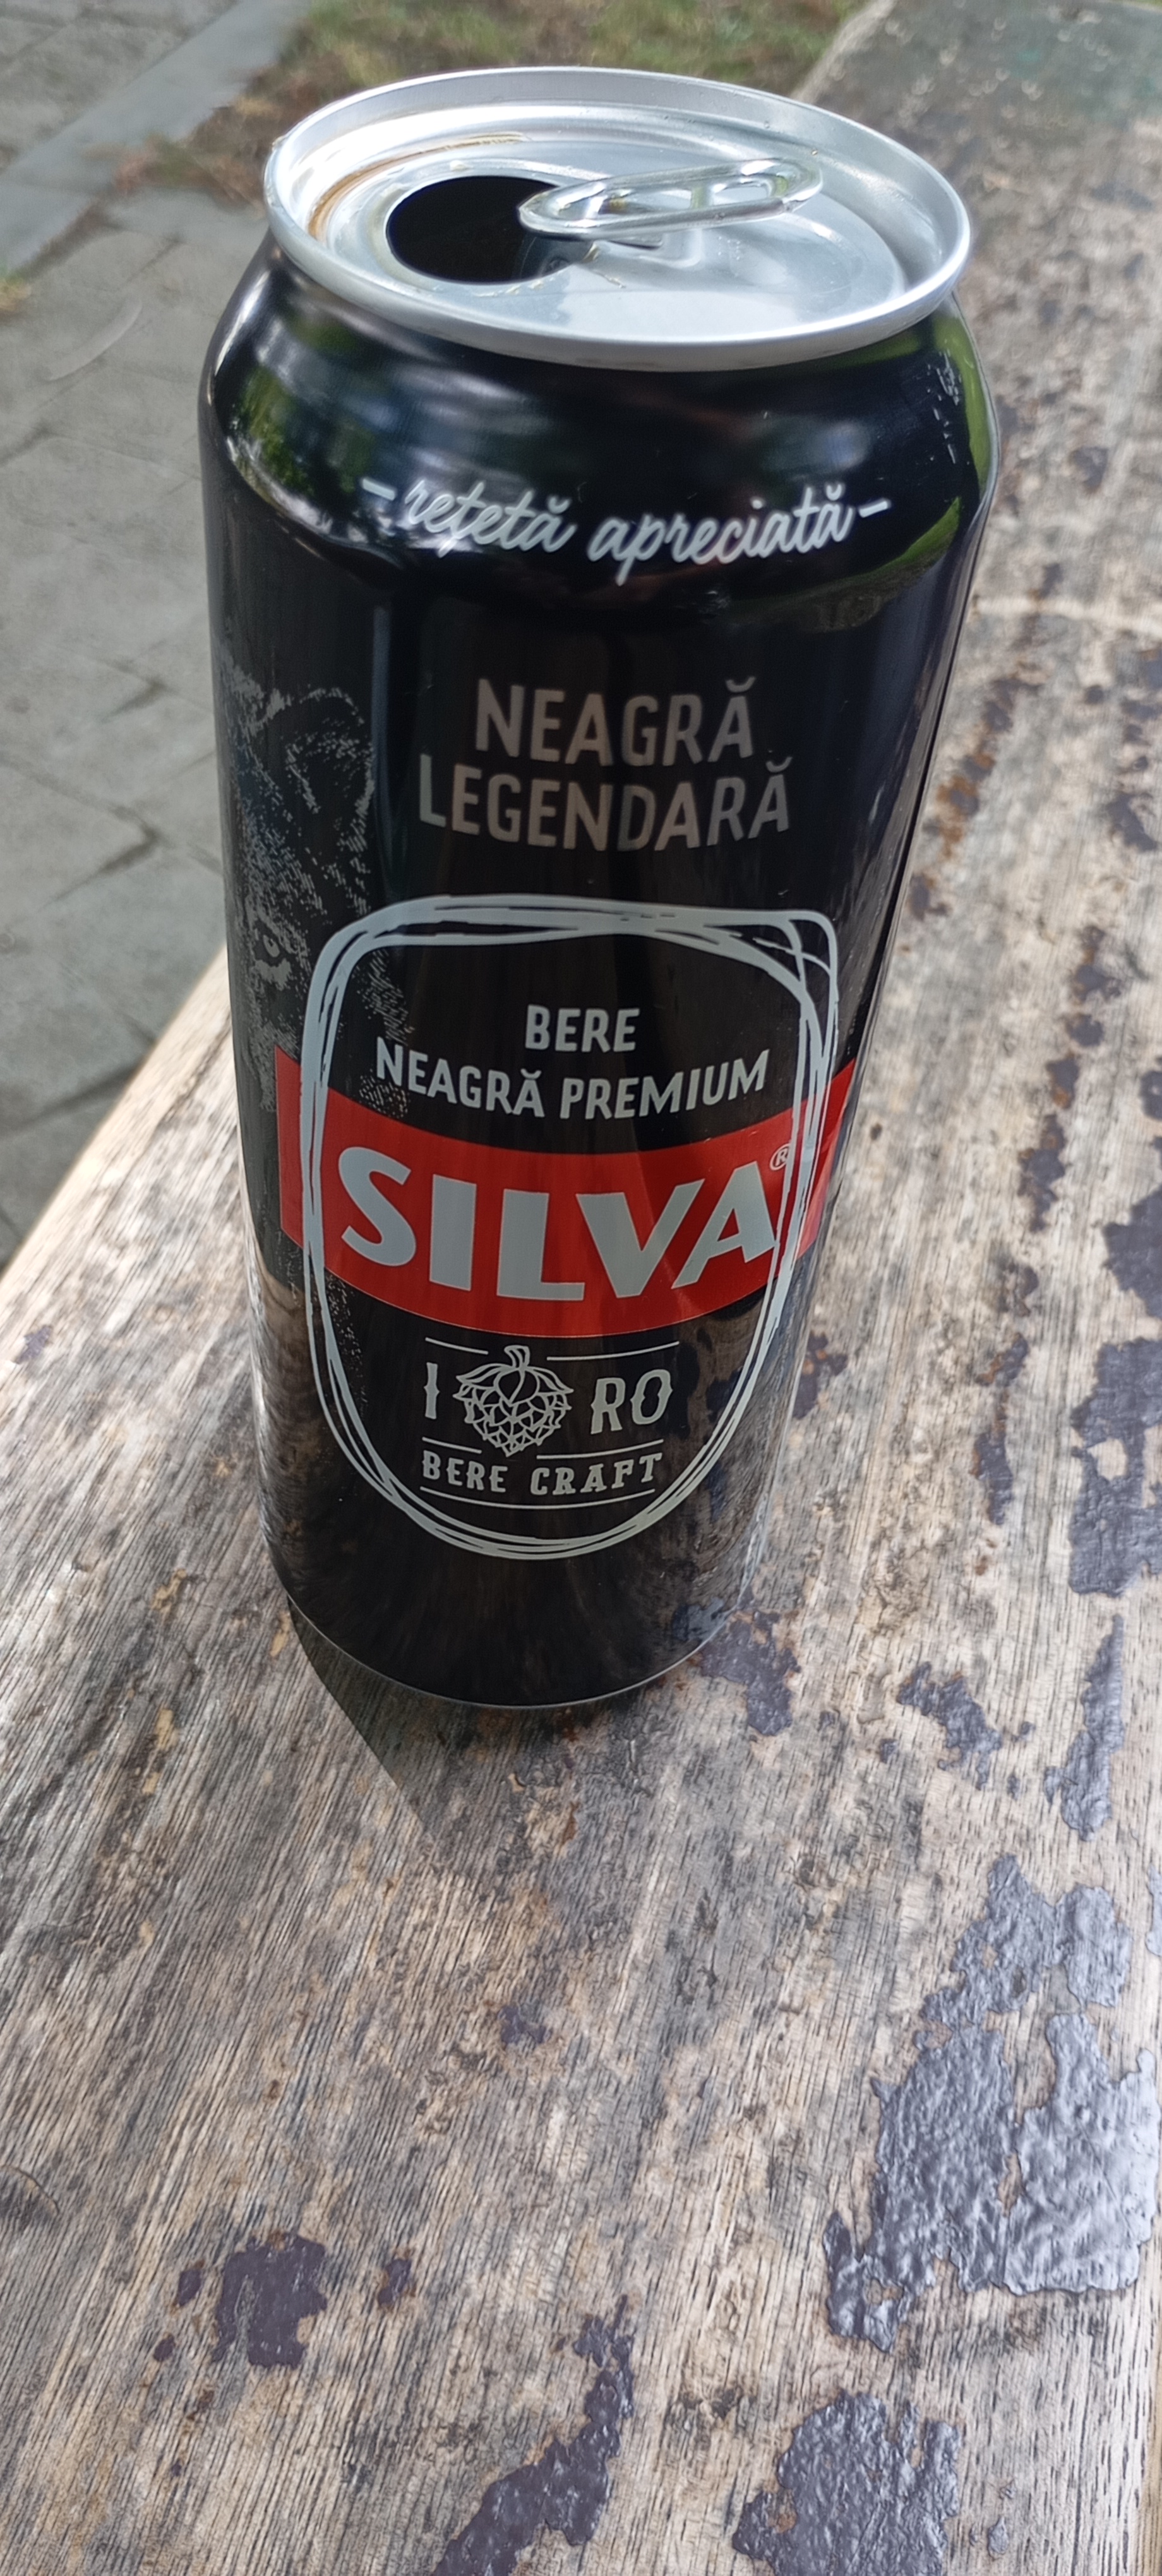 - rețetă apreciată -
NEAGRĂ
LEGENDARĂ
BERE
NEAGRĂ PREMIUM
SILVA®
I RO
BERE CRAFT